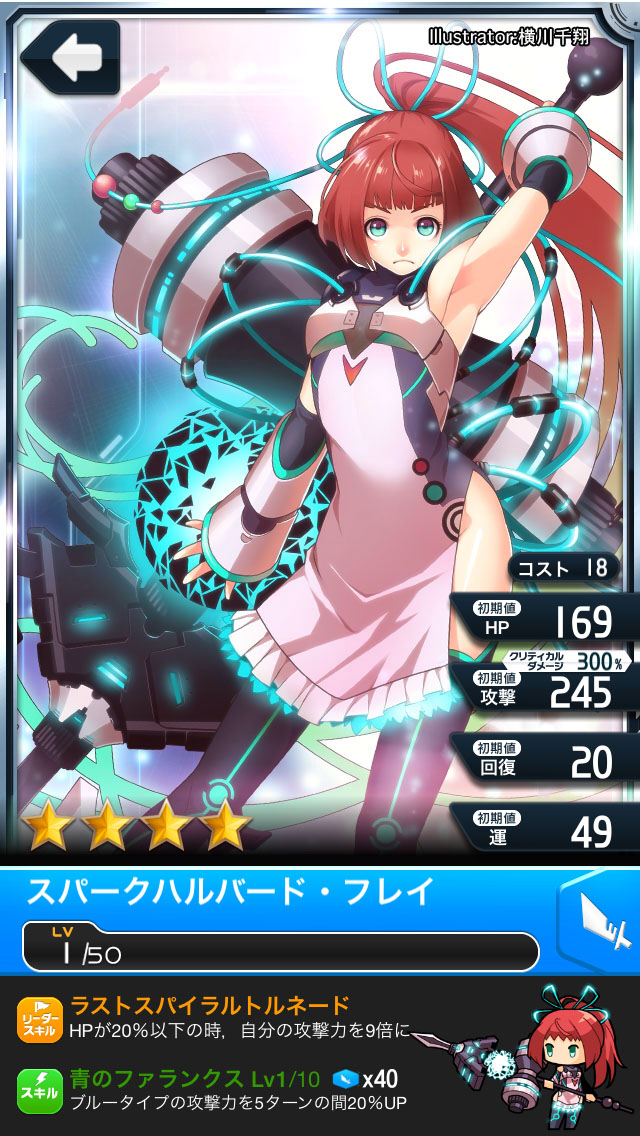 Illustrator:横川千翔
コスト 18
初期値
HP 169
クリティカル
ダメージ 300%
初期値
攻撃 245
初期値
回復 20
初期値
運 49
スパークハルバード・フレイ
LV
1/50
リーダー
スキル
ラストスパイラルトルネード
HPが20%以下の時, 自分の攻撃力を9倍に
スキル
青のファランクス Lv1/10 x40
ブルータイプの攻撃力を5ターンの間20%UP